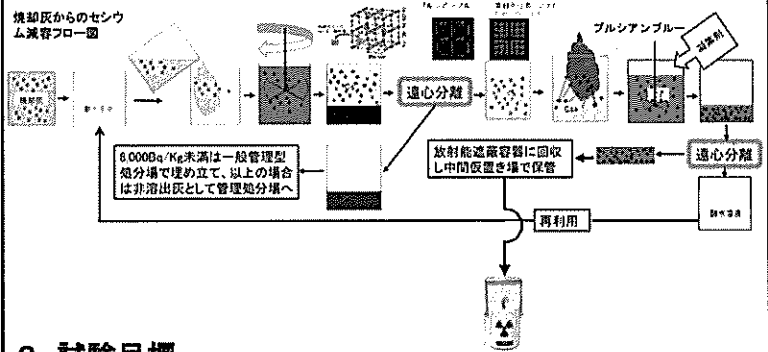 焼却灰からのセシウ
ム減容フロー図
焼却灰
遠心分離
プルシアンブルー
凝集剤
8,000Bq/Kg未満は一般管理型
処分場で埋め立て、以上の場合
は非溶出灰として管理処分場へ
放射能遮蔽容器に回収
し中間仮置き場で保管
遠心分離
再利用
試験目標